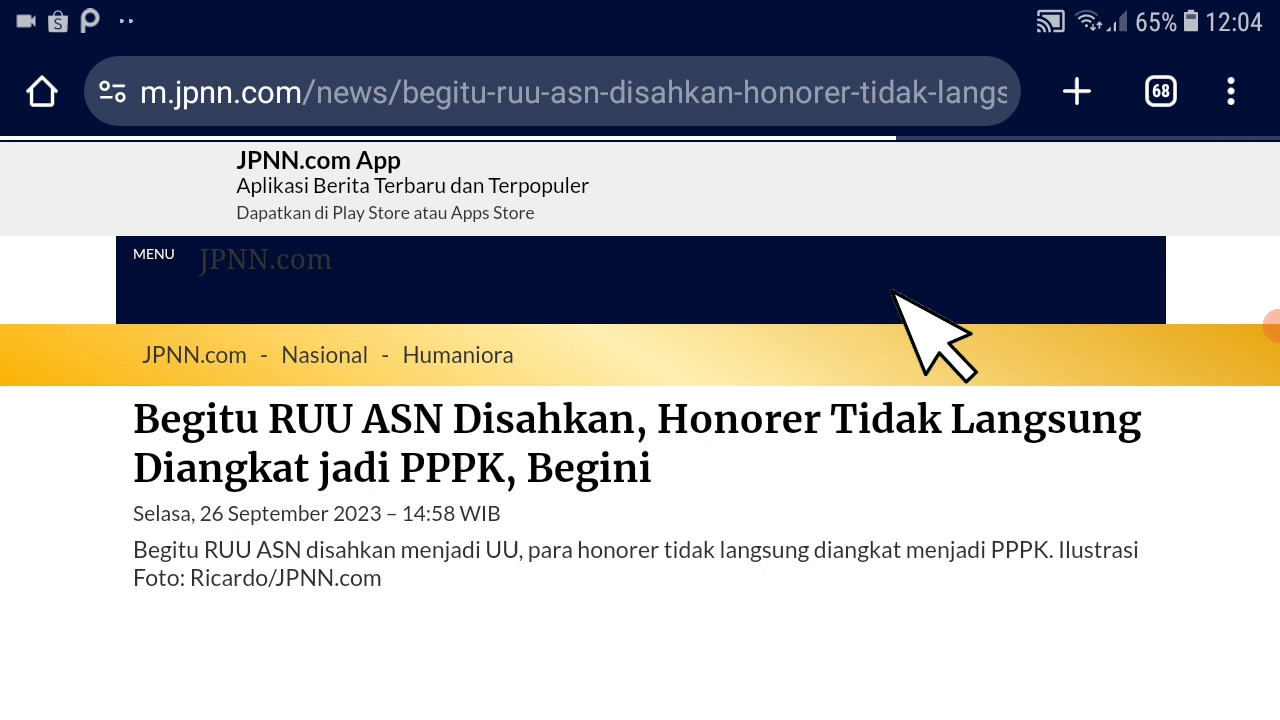 65% 12:04
m.jpnn.com/news/begitu-ruu-asn-disahkan-honorer-tidak-langs
68
JPNN.com App
Aplikasi Berita Terbaru dan Terpopuler
Dapatkan di Play Store atau Apps Store
MENU JPNN.com
JPNN.com - Nasional - Humaniora
Begitu RUU ASN Disahkan, Honorer Tidak Langsung
Diangkat jadi PPPK, Begini
Selasa, 26 September 2023 – 14:58 WIB
Begitu RUU ASN disahkan menjadi UU, para honorer tidak langsung diangkat menjadi PPPK. Ilustrasi
Foto: Ricardo/JPNN.com